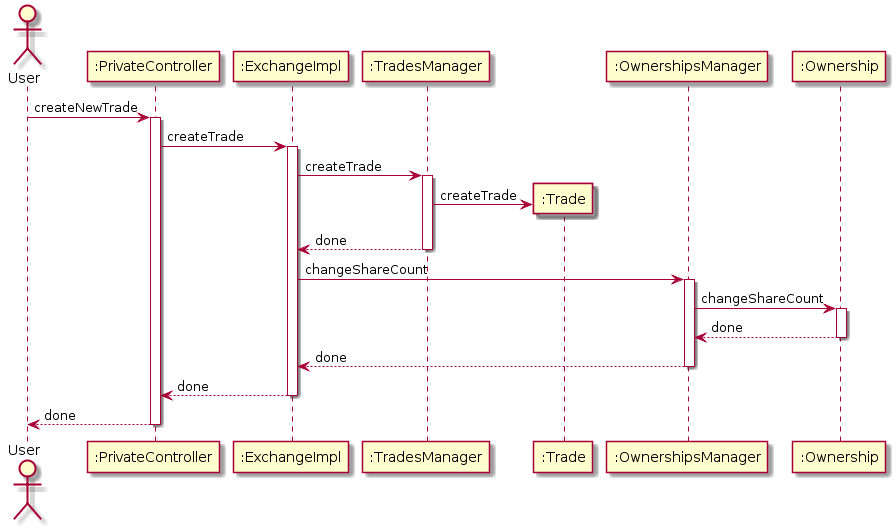 User
:PrivateController
:ExchangeImpl
:TradesManager
:OwnershipsManager
:Ownership
createNewTrade
createTrade
createTrade
createTrade
:Trade
done
changeShareCount
changeShareCount
done
done
done
done
User
:PrivateController
:ExchangeImpl
:TradesManager
:Trade
:OwnershipsManager
:Ownership